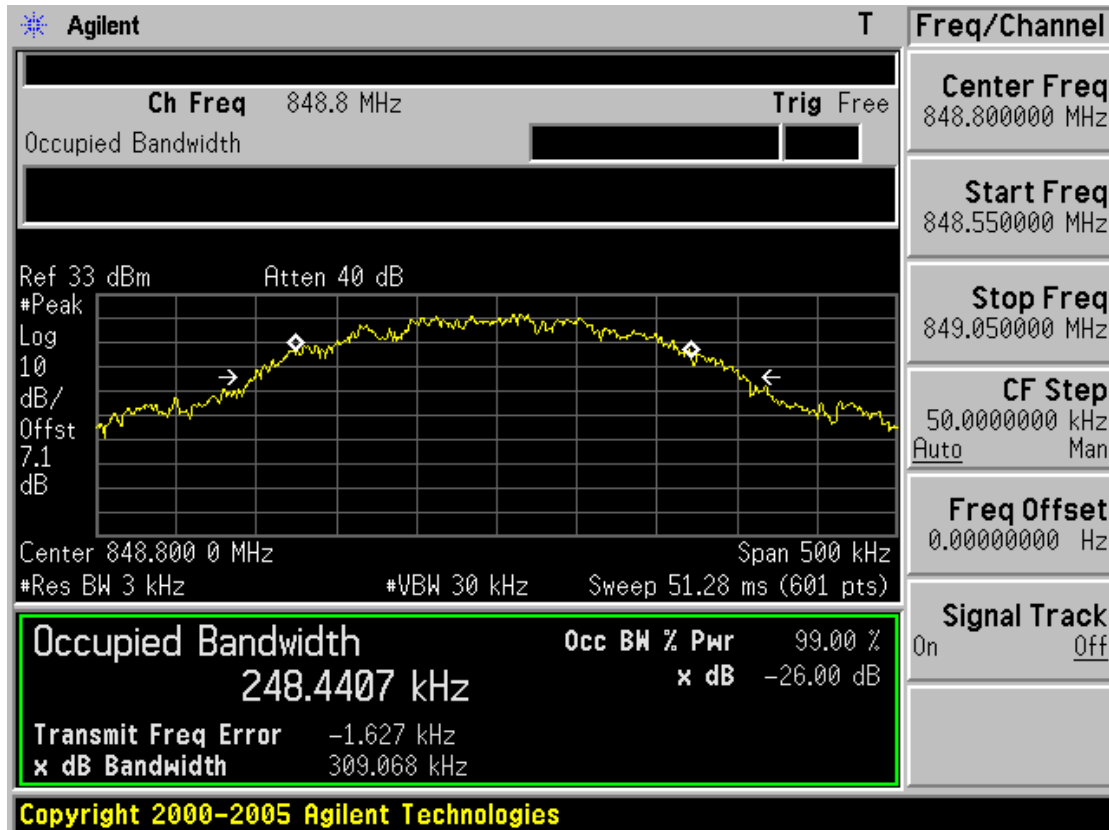 Agilent T
Ch Freq 848.8 MHz Trig Free
Occupied Bandwidth
Ref 33 dBm Atten 40 dB
#Peak
Log
10
dB/
Offst
7.1
dB
Center 848.800 0 MHz Span 500 kHz
#Res BW 3 kHz #VBW 30 kHz Sweep 51.28 ms (601 pts)
Occupied Bandwidth Occ BW % Pwr 99.00 %
248.4407 kHz x dB -26.00 dB
Transmit Freq Error -1.627 kHz
x dB Bandwidth 309.068 kHz
Copyright 2000-2005 Agilent Technologies
Freq/Channel
Center Freq
848.800000 MHz
Start Freq
848.550000 MHz
Stop Freq
849.050000 MHz
CF Step
50.0000000 kHz
Auto Man
Freq Offset
0.00000000 Hz
Signal Track
On Off